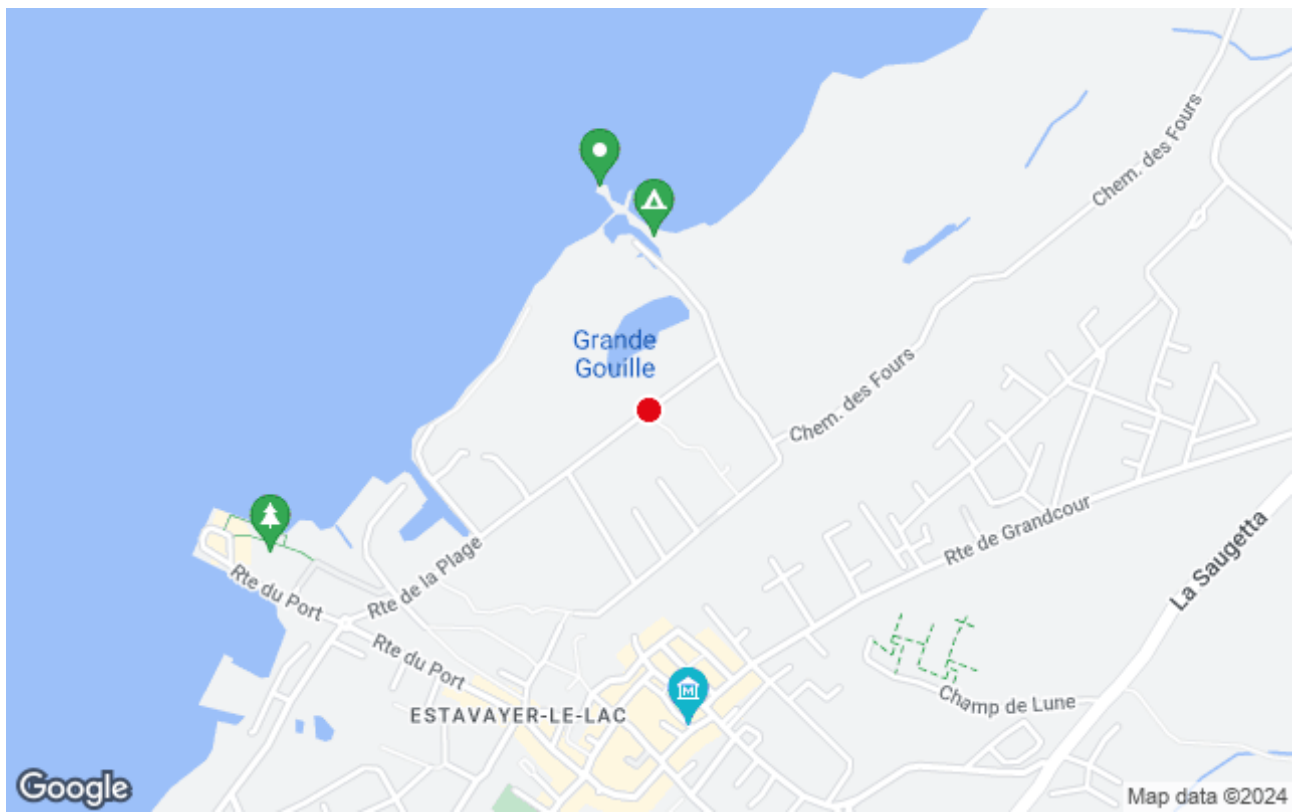 Chem. des Fours
Grande
Gouille
Chem. des Fours
Rte de Grandcour
La Saugetta
Rte de la Plage
Rte du Port
Rte du Port
Champ de Lune
ESTAVAYER-LE-LAC
M
Google
Map data ©2024